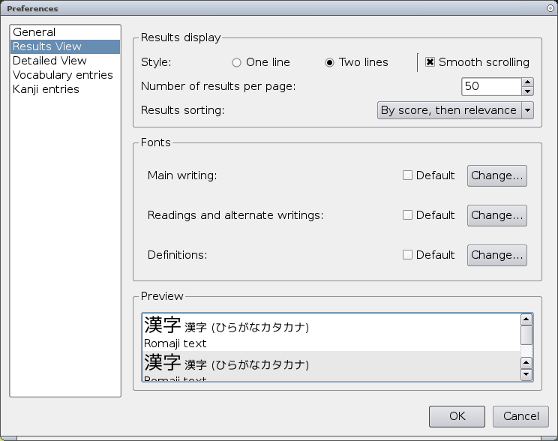 Preferences
General
Results View
Detailed View
Vocabulary entries
Kanji entries
Results display
Style: One line Two lines Smooth scrolling
Number of results per page: 50
Results sorting: By score, then relevance
Fonts
Main writing: Default Change...
Readings and alternate writings: Default Change...
Definitions: Default Change...
Preview
漢字 漢字 (ひらがなカタカナ)
Romaji text
漢字 漢字 (ひらがなカタカナ)
Romaji text
OK Cancel